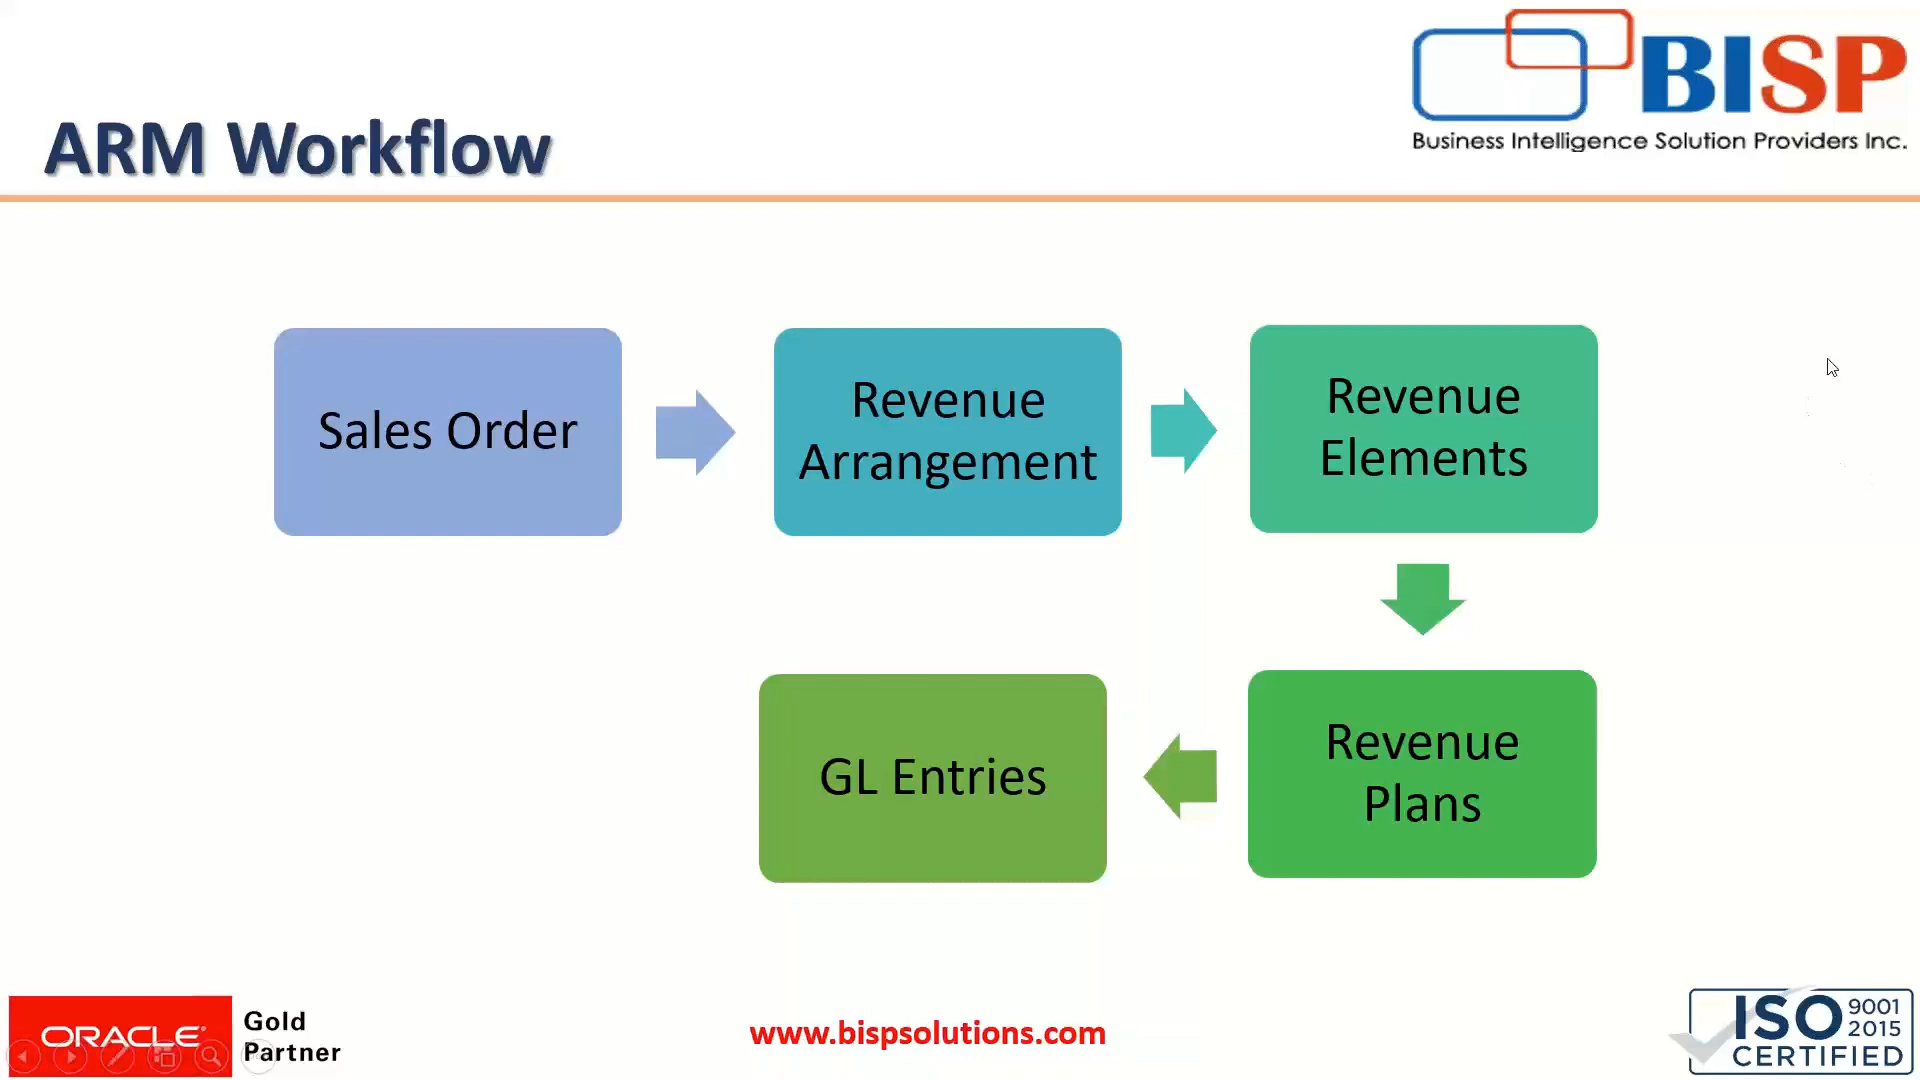 BISP
Business Intelligence Solution Providers Inc.
ARM Workflow
Sales Order
Revenue
Arrangement
Revenue
Elements
Revenue
Plans
GL Entries
ORACLE
Gold
Partner
www.bispsolutions.com
ISO 9001
2015
CERTIFIED